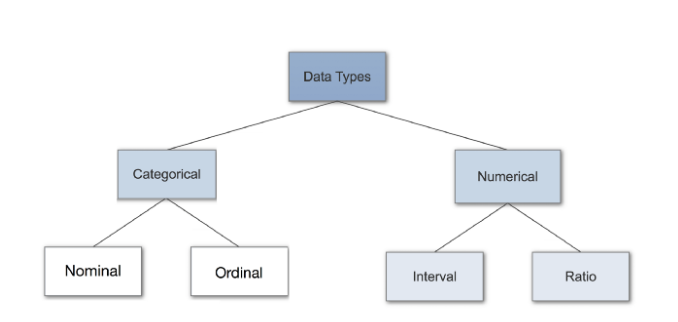 Data Types
Categorical
Numerical
Nominal
Ordinal
Interval
Ratio